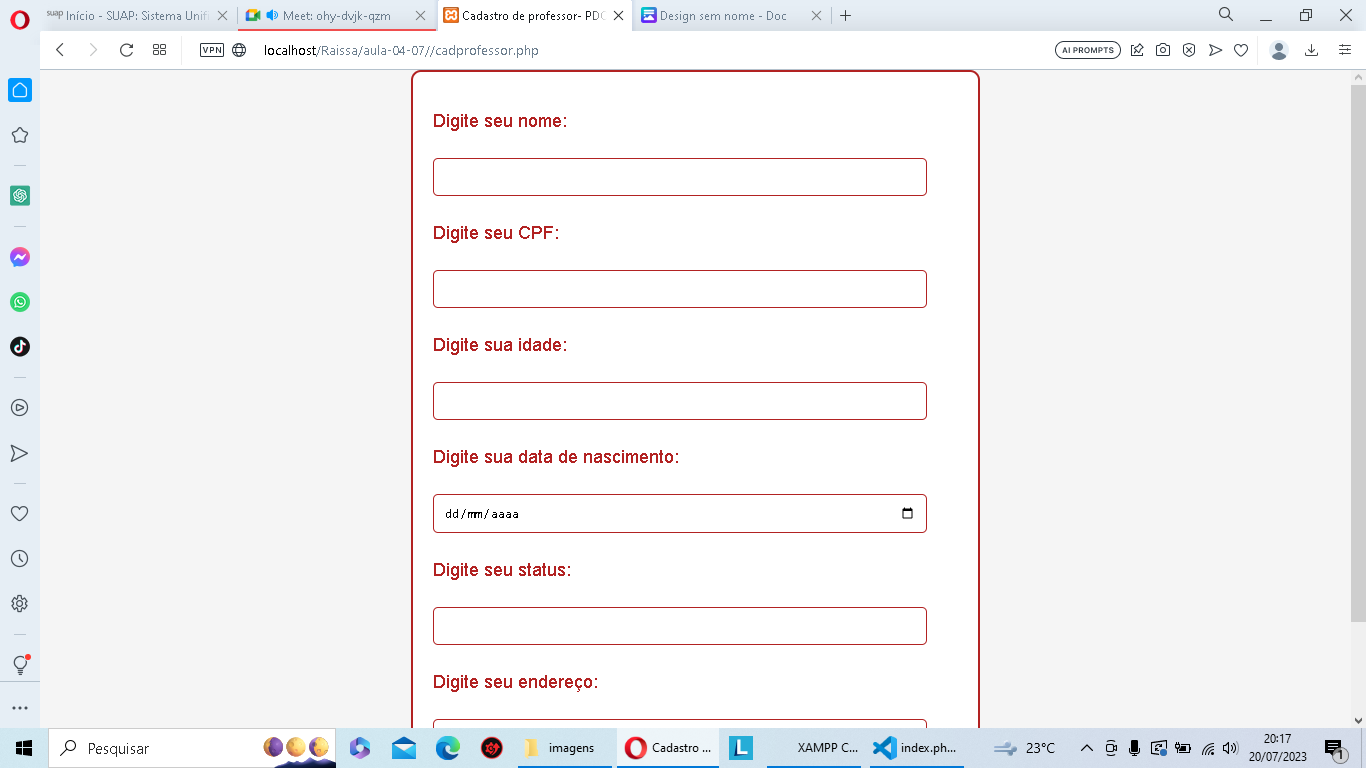 suap Início - SUAP: Sistema Unifi
Meet: ohy-dvjk-qzm
Cadastro de professor- PDC
Design sem nome - Doc
VPN
localhost/Raissa/aula-04-07//cadprofessor.php
AI PROMPTS
Digite seu nome:
Digite seu CPF:
Digite sua idade:
Digite sua data de nascimento:
dd/mm/aaaa
Digite seu status:
Digite seu endereço:
Pesquisar
imagens
Cadastro ...
L
XAMPP C...
index.ph...
23°C
20:17
20/07/2023
1